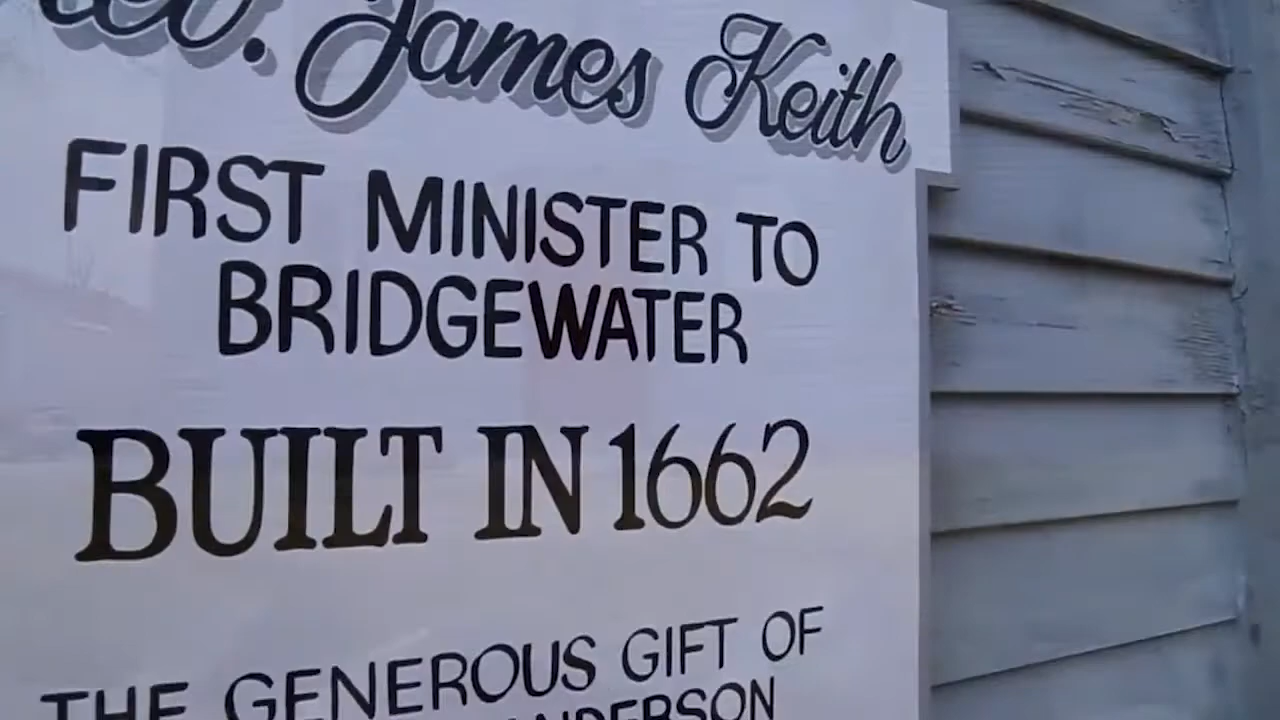 James Keith
FIRST MINISTER TO
BRIDGEWATER
BUILT IN 1662
THE GENEROUS GIFT OF